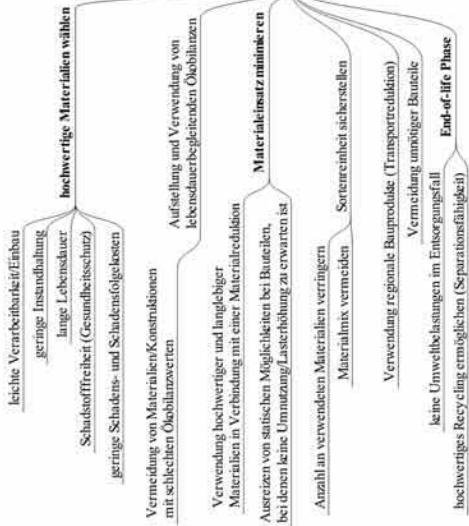 leichte Verarbeitbarkeit/Einbau
geringe Instandhaltung
lange Lebensdauer
Schadstofffreiheit (Gesundheitsschutz)
geringe Schadens- und Schadensfolgekosten
hochwertige Materialien wählen
Vermeidung von Materialien/Konstruktionen
mit schlechten Ökobilanzwerten
Aufstellung und Verwendung von
lebensdauerbegleitenden Ökobilanzen
Verwendung hochwertiger und langlebiger
Materialien in Verbindung mit einer Materialreduktion
Ausreizen von statischen Möglichkeiten bei Bauteilen,
bei denen keine Umnutzung/Lasterhöhung zu erwarten ist
Materialeinsatz minimieren
Anzahl an verwendeten Materialien verringern
Materialmix vermeiden
Sortenreinheit sicherstellen
Verwendung regionale Bauprodukte (Transportreduktion)
Vermeidung unnötiger Bauteile
keine Umweltbelastungen im Entsorgungsfall
hochwertiges Recycling ermöglichen (Separationsfähigkeit)
End-of-life Phase